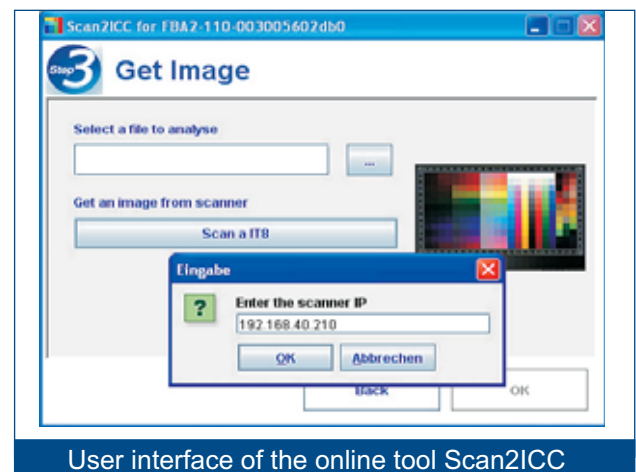 Scan2ICC for FBA2-110-003005602db0
Step 3 Get Image
Select a file to analyse
...
Get an image from scanner
Scan a IT8
Eingabe
?
Enter the scanner IP
192.168.40.210
OK Abbrechen
Back OK
User interface of the online tool Scan2ICC